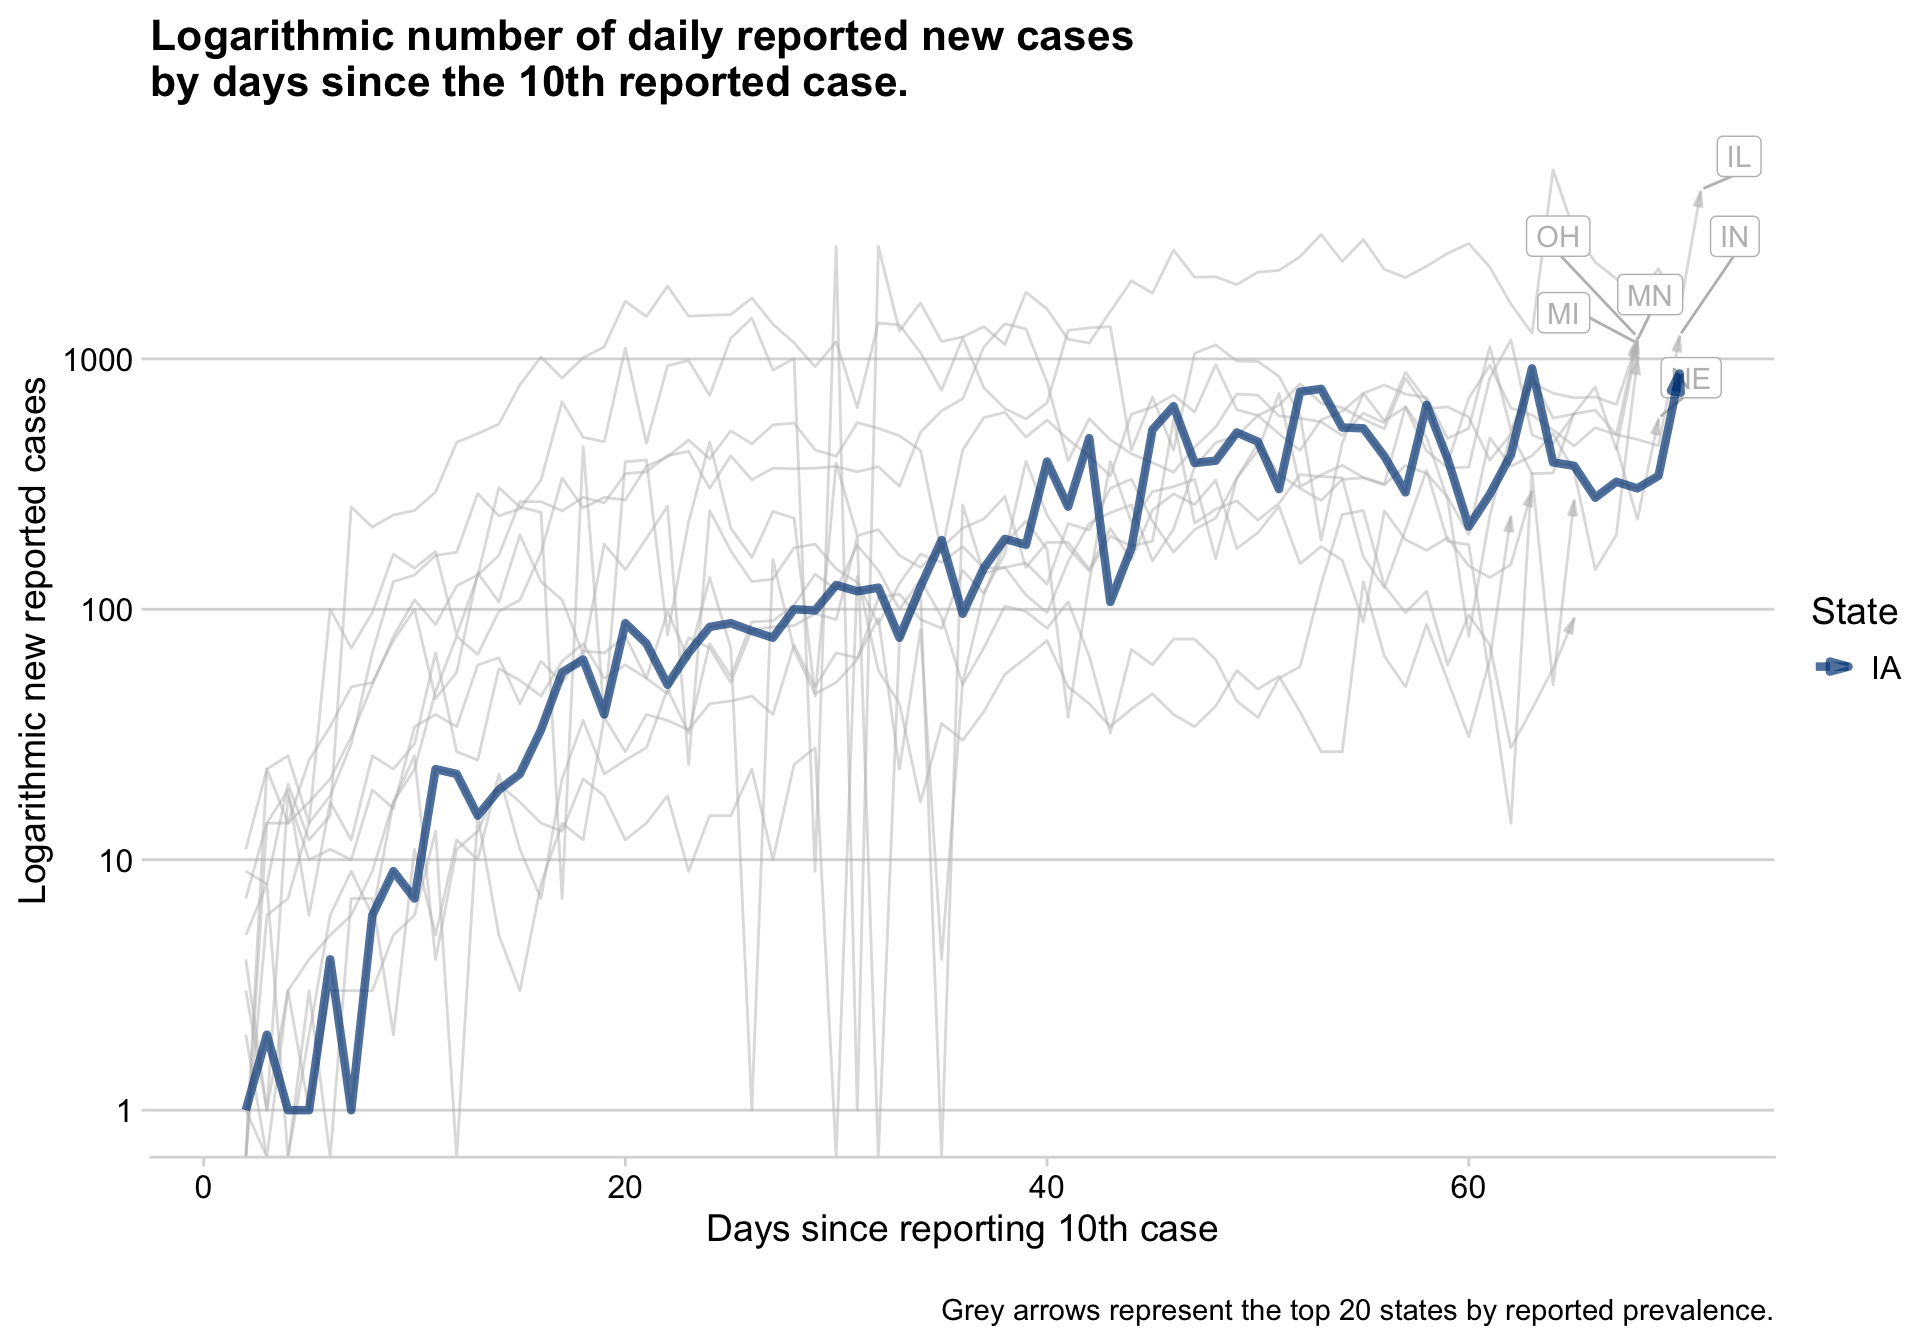 Logarithmic number of daily reported new cases
by days since the 10th reported case.
IL
OH
IN
MN
MI
NE
1000
100
10
1
Logarithmic new reported cases
State
IA
0
20
40
60
Days since reporting 10th case
Grey arrows represent the top 20 states by reported prevalence.